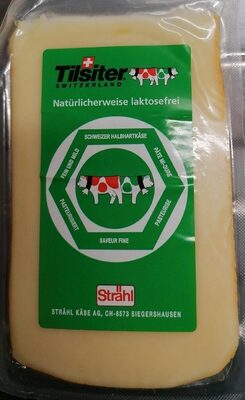 Tilsiter
SWITZERLAND
Natürlicherweise laktosefrei
SCHWEIZER HALBHARTKÄSE
FEIN UND MILD
PÂTE MI-DURE
PASTEURISIERT
PASTEURISÉ
SAVEUR FINE
Strähl
STRÄHL KÄSE AG, CH-8573 SIEGERSHAUSEN